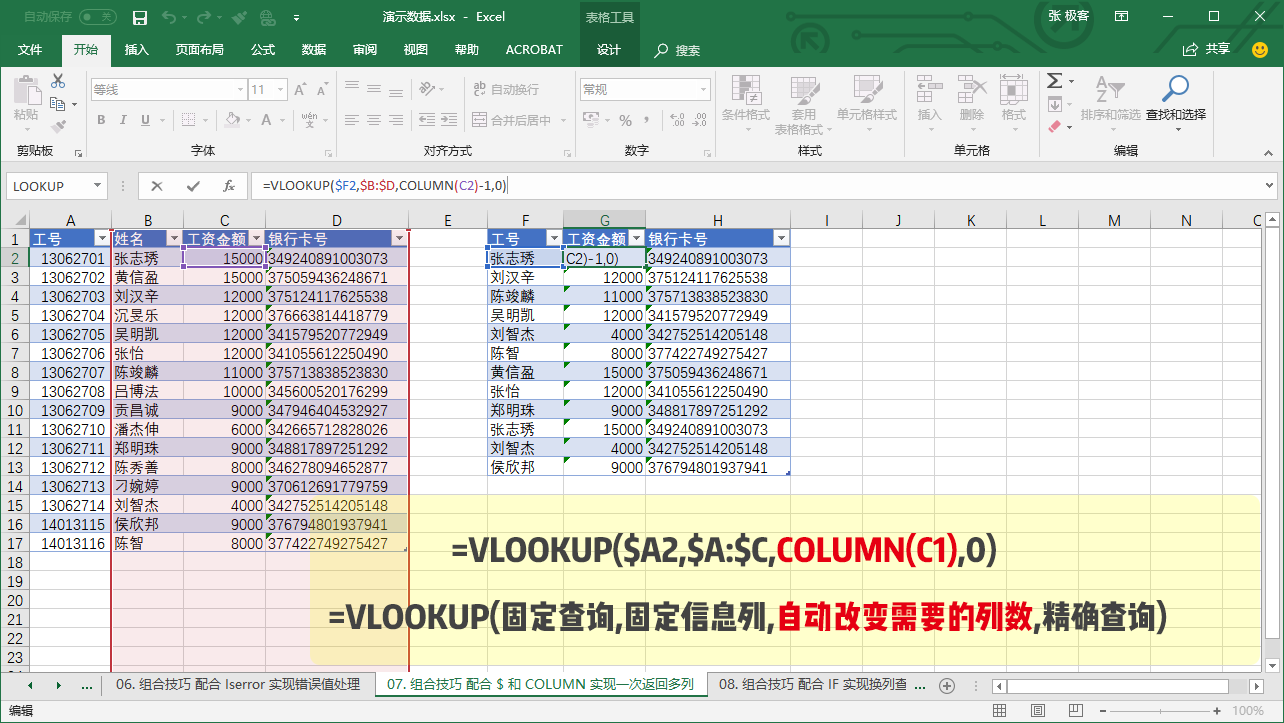 自动保存 关 演示数据.xlsx - Excel 表格工具 张 极客
文件 开始 插入 页面布局 公式 数据 审阅 视图 帮助 ACROBAT 设计 搜索 共享
粘贴 等线 11 自动换行 常规 条件格式 套用 表格格式 单元格样式 插入 删除 格式 排序和筛选 查找和选择
B I U A wén 文 合并后居中 %
剪贴板 字体 对齐方式 数字 样式 单元格 编辑
LOOKUP fx =VLOOKUP($F2,$B:$D,COLUMN(C2)-1,0)
A B C D E F G H I J K L M N
1 工号 姓名 工资金额 银行卡号 工号 工资金额 银行卡号
2 13062701 张志琇 15000 349240891003073 张志琇 C2)-1,0) 349240891003073
3 13062702 黄信盈 15000 375059436248671 刘汉辛 12000 375124117625538
4 13062703 刘汉辛 12000 375124117625538 陈竣麟 11000 375713838523830
5 13062704 沉旻乐 12000 376663814418779 吴明凯 12000 341579520772949
6 13062705 吴明凯 12000 341579520772949 刘智杰 4000 342752514205148
7 13062706 张怡 12000 341055612250490 陈智 8000 377422749275427
8 13062707 陈竣麟 11000 375713838523830 黄信盈 15000 375059436248671
9 13062708 吕博法 10000 345600520176299 张怡 12000 341055612250490
10 13062709 贡昌诚 9000 347946404532927 郑明珠 9000 348817897251292
11 13062710 潘杰伸 6000 342665712828026 张志琇 15000 349240891003073
12 13062711 郑明珠 9000 348817897251292 刘智杰 4000 342752514205148
13 13062712 陈秀善 8000 346278094652877 侯欣邦 9000 376794801937941
14 13062713 刁婉婷 9000 370612691779759
15 13062714 刘智杰 4000 342752514205148
16 14013115 侯欣邦 9000 376794801937941
17 14013116 陈智 8000 377422749275427
18
19
20
21
22
23
=VLOOKUP($A2,$A:$C,COLUMN(C1),0)
=VLOOKUP(固定查询,固定信息列,自动改变需要的列数,精确查询)
... 06. 组合技巧 配合 Iserror 实现错误值处理 07. 组合技巧 配合 $ 和 COLUMN 实现一次返回多列 08. 组合技巧 配合 IF 实现换列查 ...
编辑 100%